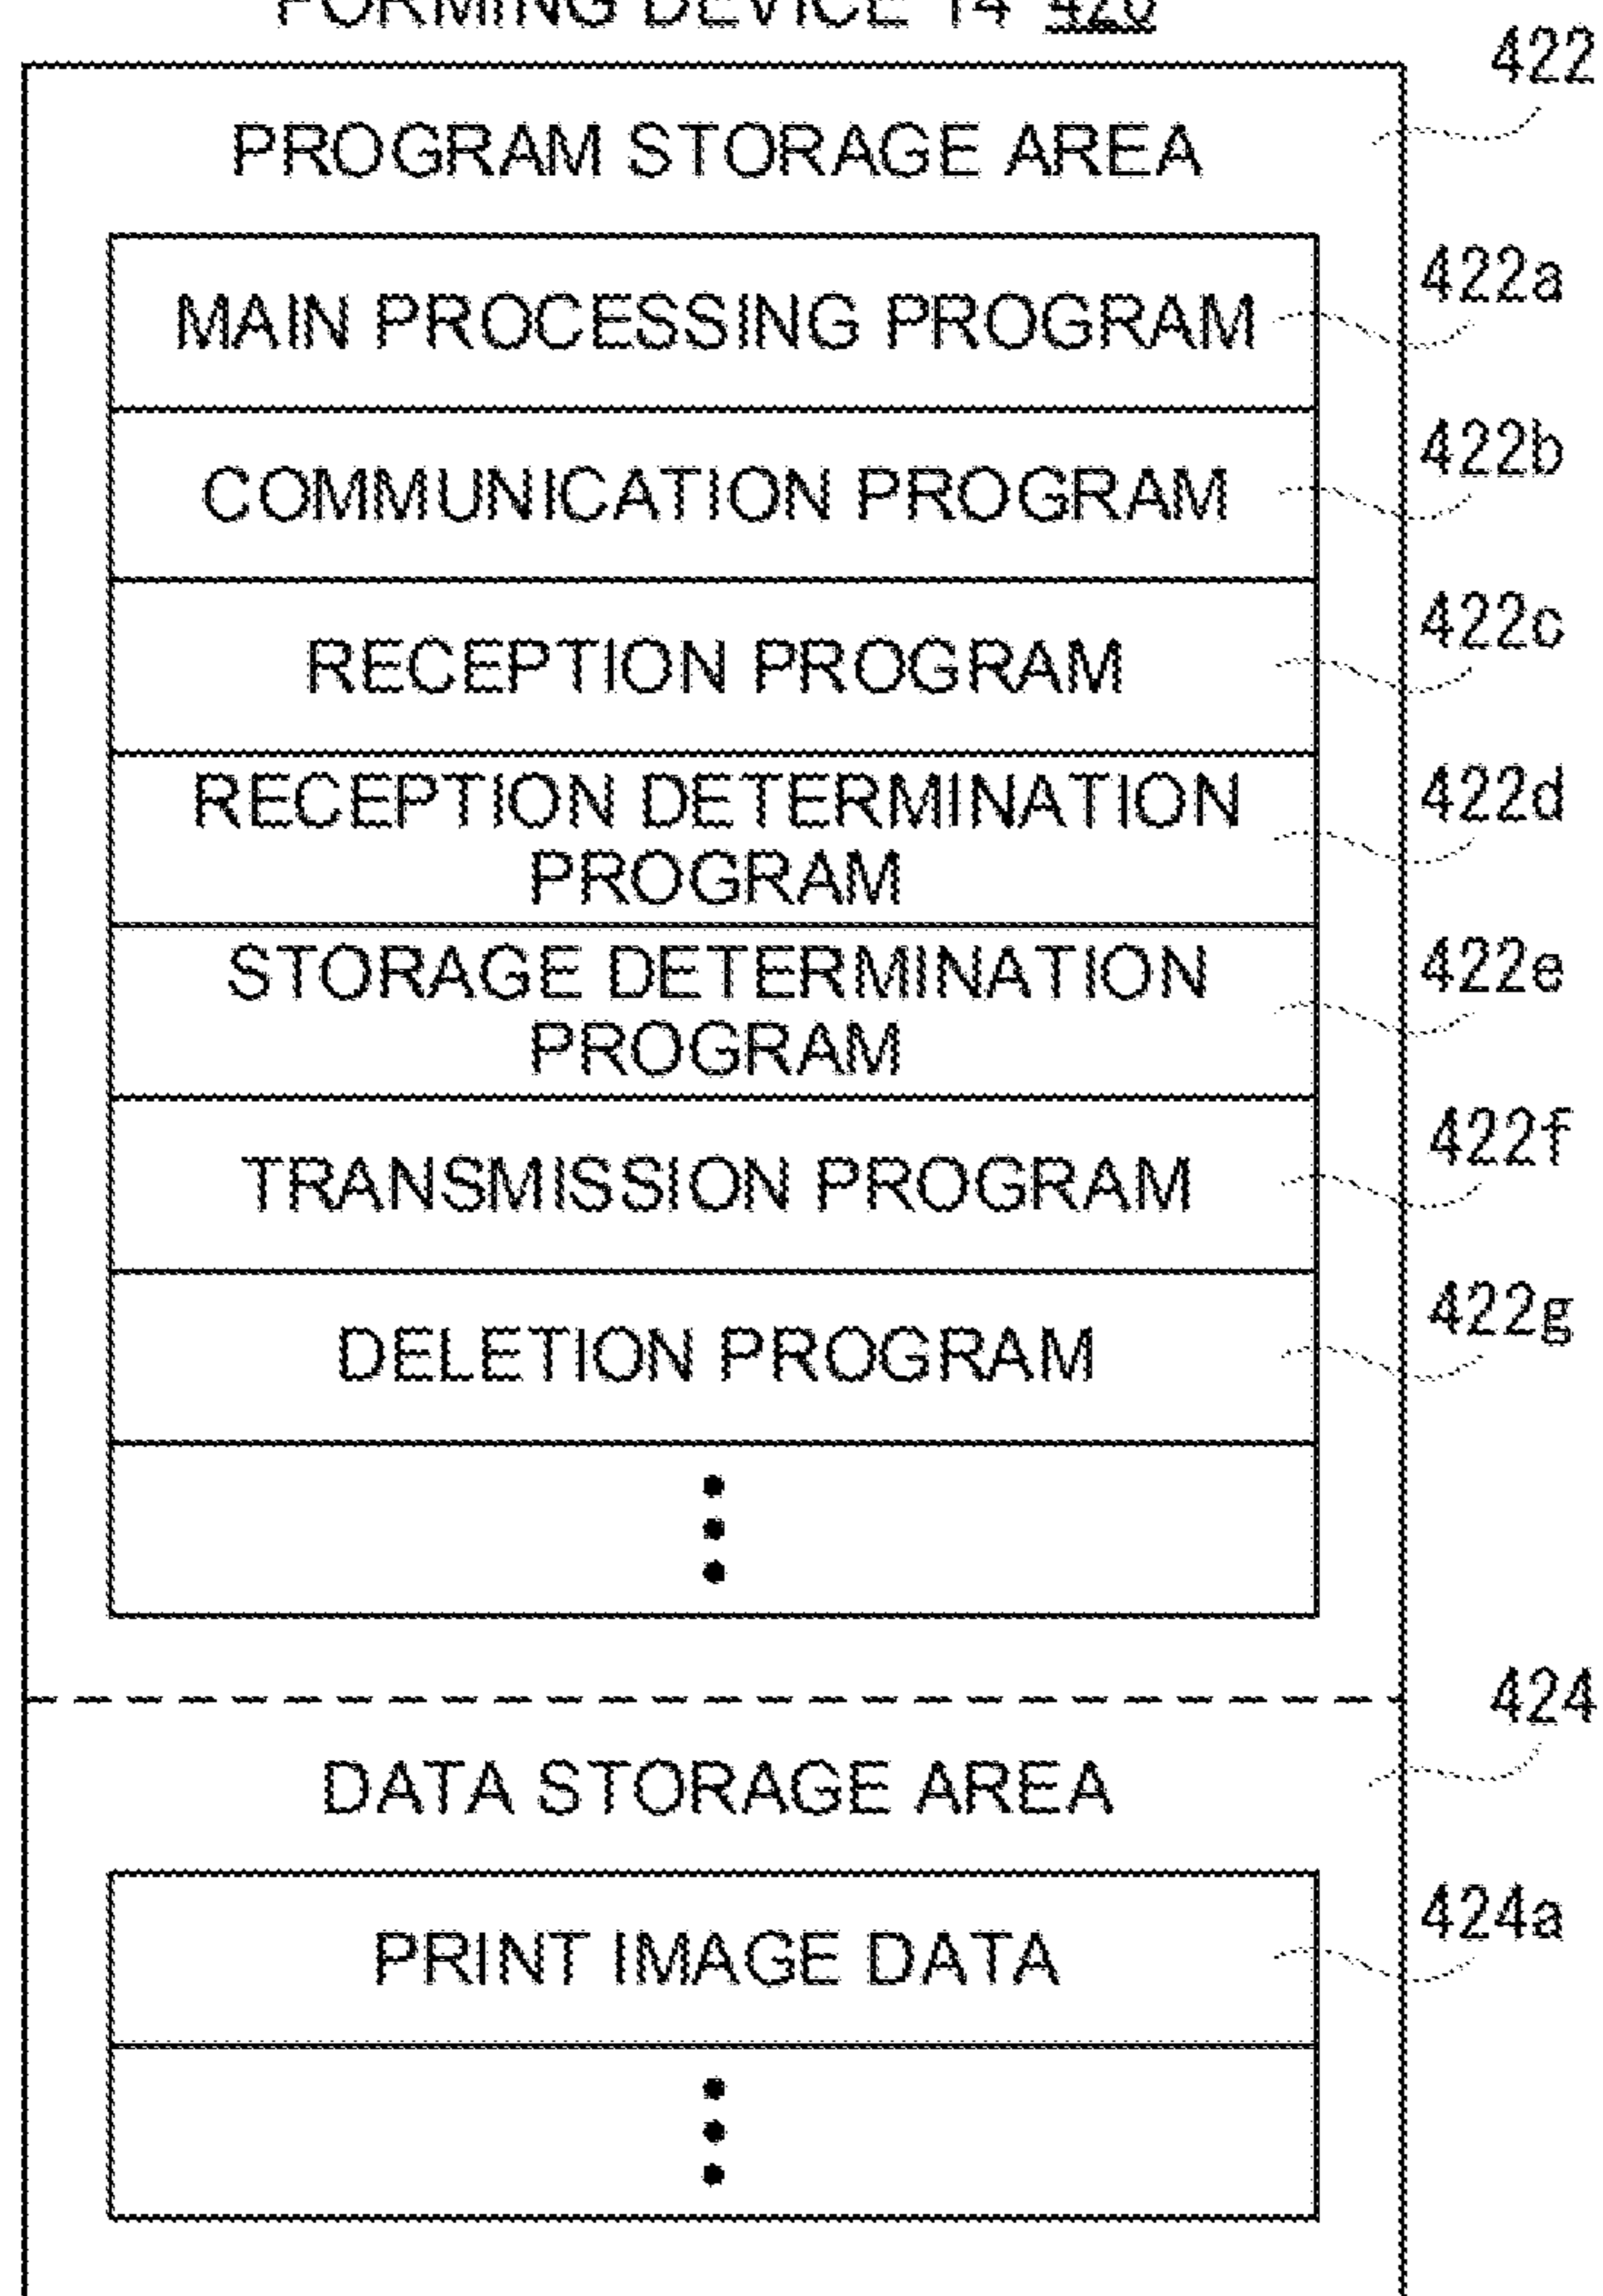 FORMING DEVICE 14 420
422
PROGRAM STORAGE AREA
MAIN PROCESSING PROGRAM 422a
COMMUNICATION PROGRAM 422b
RECEPTION PROGRAM 422c
RECEPTION DETERMINATION
PROGRAM
422d
STORAGE DETERMINATION
PROGRAM
422e
TRANSMISSION PROGRAM 422f
DELETION PROGRAM 422g
424
DATA STORAGE AREA
PRINT IMAGE DATA 424a